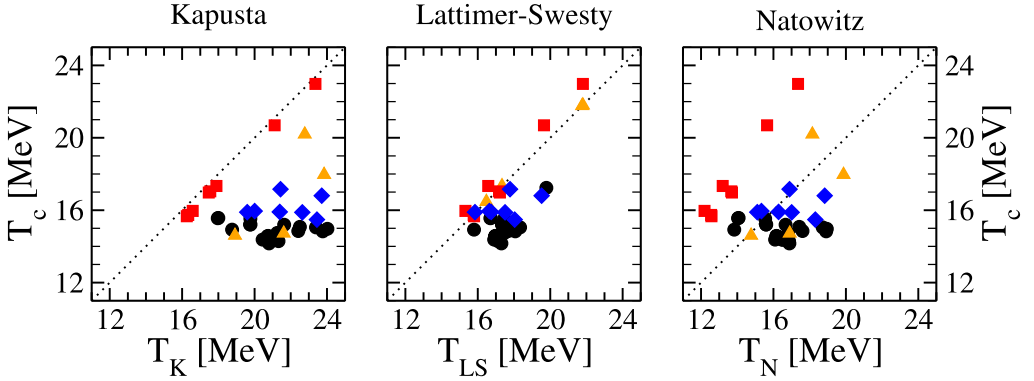 Kapusta Lattimer-Swesty Natowitz
24 24
20 20
16 16
12 12
T_c [MeV] T_c [MeV]
12 16 20 24 12 16 20 24 12 16 20 24
T_K [MeV] T_LS [MeV] T_N [MeV]